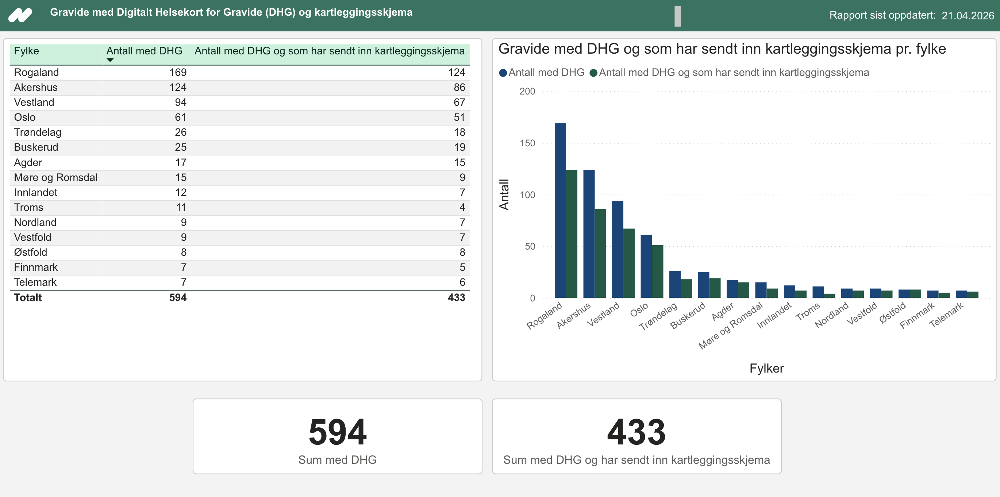 Gravide med Digitalt Helsekort for Gravide (DHG) og kartleggingsskjema
Rapport sist oppdatert: 21.04.2026
Fylke Antall med DHG Antall med DHG og som har sendt inn kartleggingsskjema
Rogaland 169 124
Akershus 124 86
Vestland 94 67
Oslo 61 51
Trøndelag 26 18
Buskerud 25 19
Agder 17 15
Møre og Romsdal 15 9
Innlandet 12 7
Troms 11 4
Nordland 9 7
Vestfold 9 7
Østfold 8 8
Finnmark 7 5
Telemark 7 6
Totalt 594 433
Gravide med DHG og som har sendt inn kartleggingsskjema pr. fylke
Antall med DHG Antall med DHG og som har sendt inn kartleggingsskjema
200
150
100
50
0
Antall
Rogaland
Akershus
Vestland
Oslo
Trøndelag
Buskerud
Agder
Møre og Romsdal
Innlandet
Troms
Nordland
Vestfold
Østfold
Finnmark
Telemark
Fylker
594
Sum med DHG
433
Sum med DHG og har sendt inn kartleggingsskjema